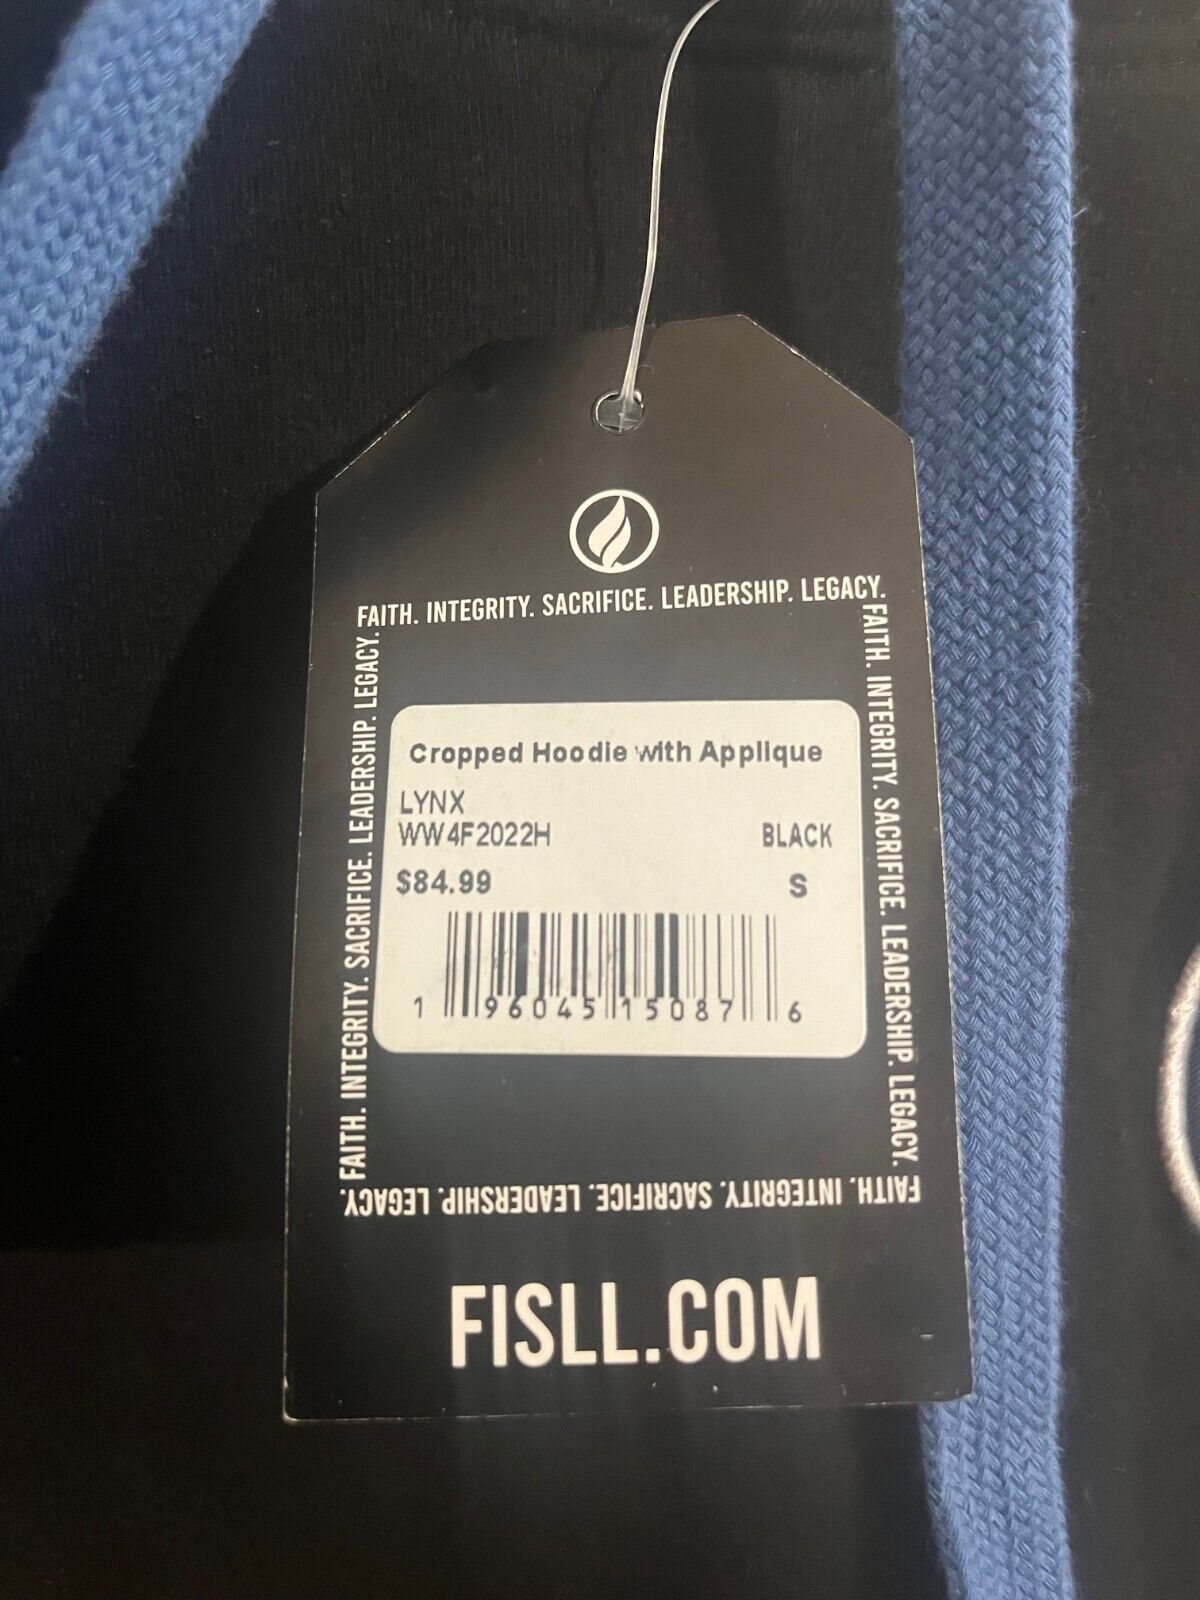 FAITH. INTEGRITY. SACRIFICE. LEADERSHIP. LEGACY.
FAITH. INTEGRITY. SACRIFICE. LEADERSHIP. LEGACY.
FAITH. INTEGRITY. SACRIFICE. LEADERSHIP. LEGACY.
Cropped Hoodie with Applique
LYNX
WW4F2022H BLACK
$84.99 S
1 96045 15087 6
FAITH. INTEGRITY. SACRIFICE. LEADERSHIP. LEGACY.
FISLL.COM